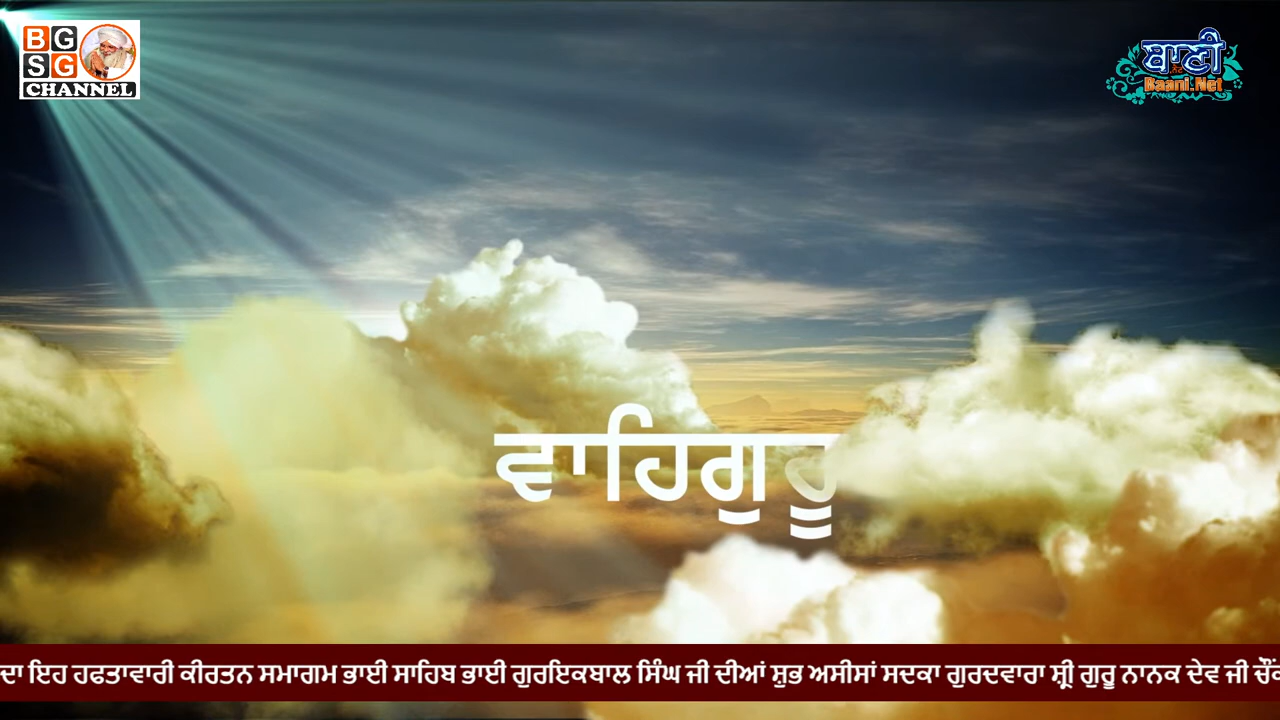 BG
SG
CHANNEL
ਬਾਣੀ
Baani.Net
ਵਾਹਿਗੁਰੂ
ਦਾ ਇਹ ਹਫਤਾਵਾਰੀ ਕੀਰਤਨ ਸਮਾਗਮ ਭਾਈ ਸਾਹਿਬ ਭਾਈ ਗੁਰਇਕਬਾਲ ਸਿੰਘ ਜੀ ਦੀਆਂ ਸ਼ੁਭ ਅਸੀਸਾਂ ਸਦਕਾ ਗੁਰਦਵਾਰਾ ਸ਼੍ਰੀ ਗੁਰੂ ਨਾਨਕ ਦੇਵ ਜੀ